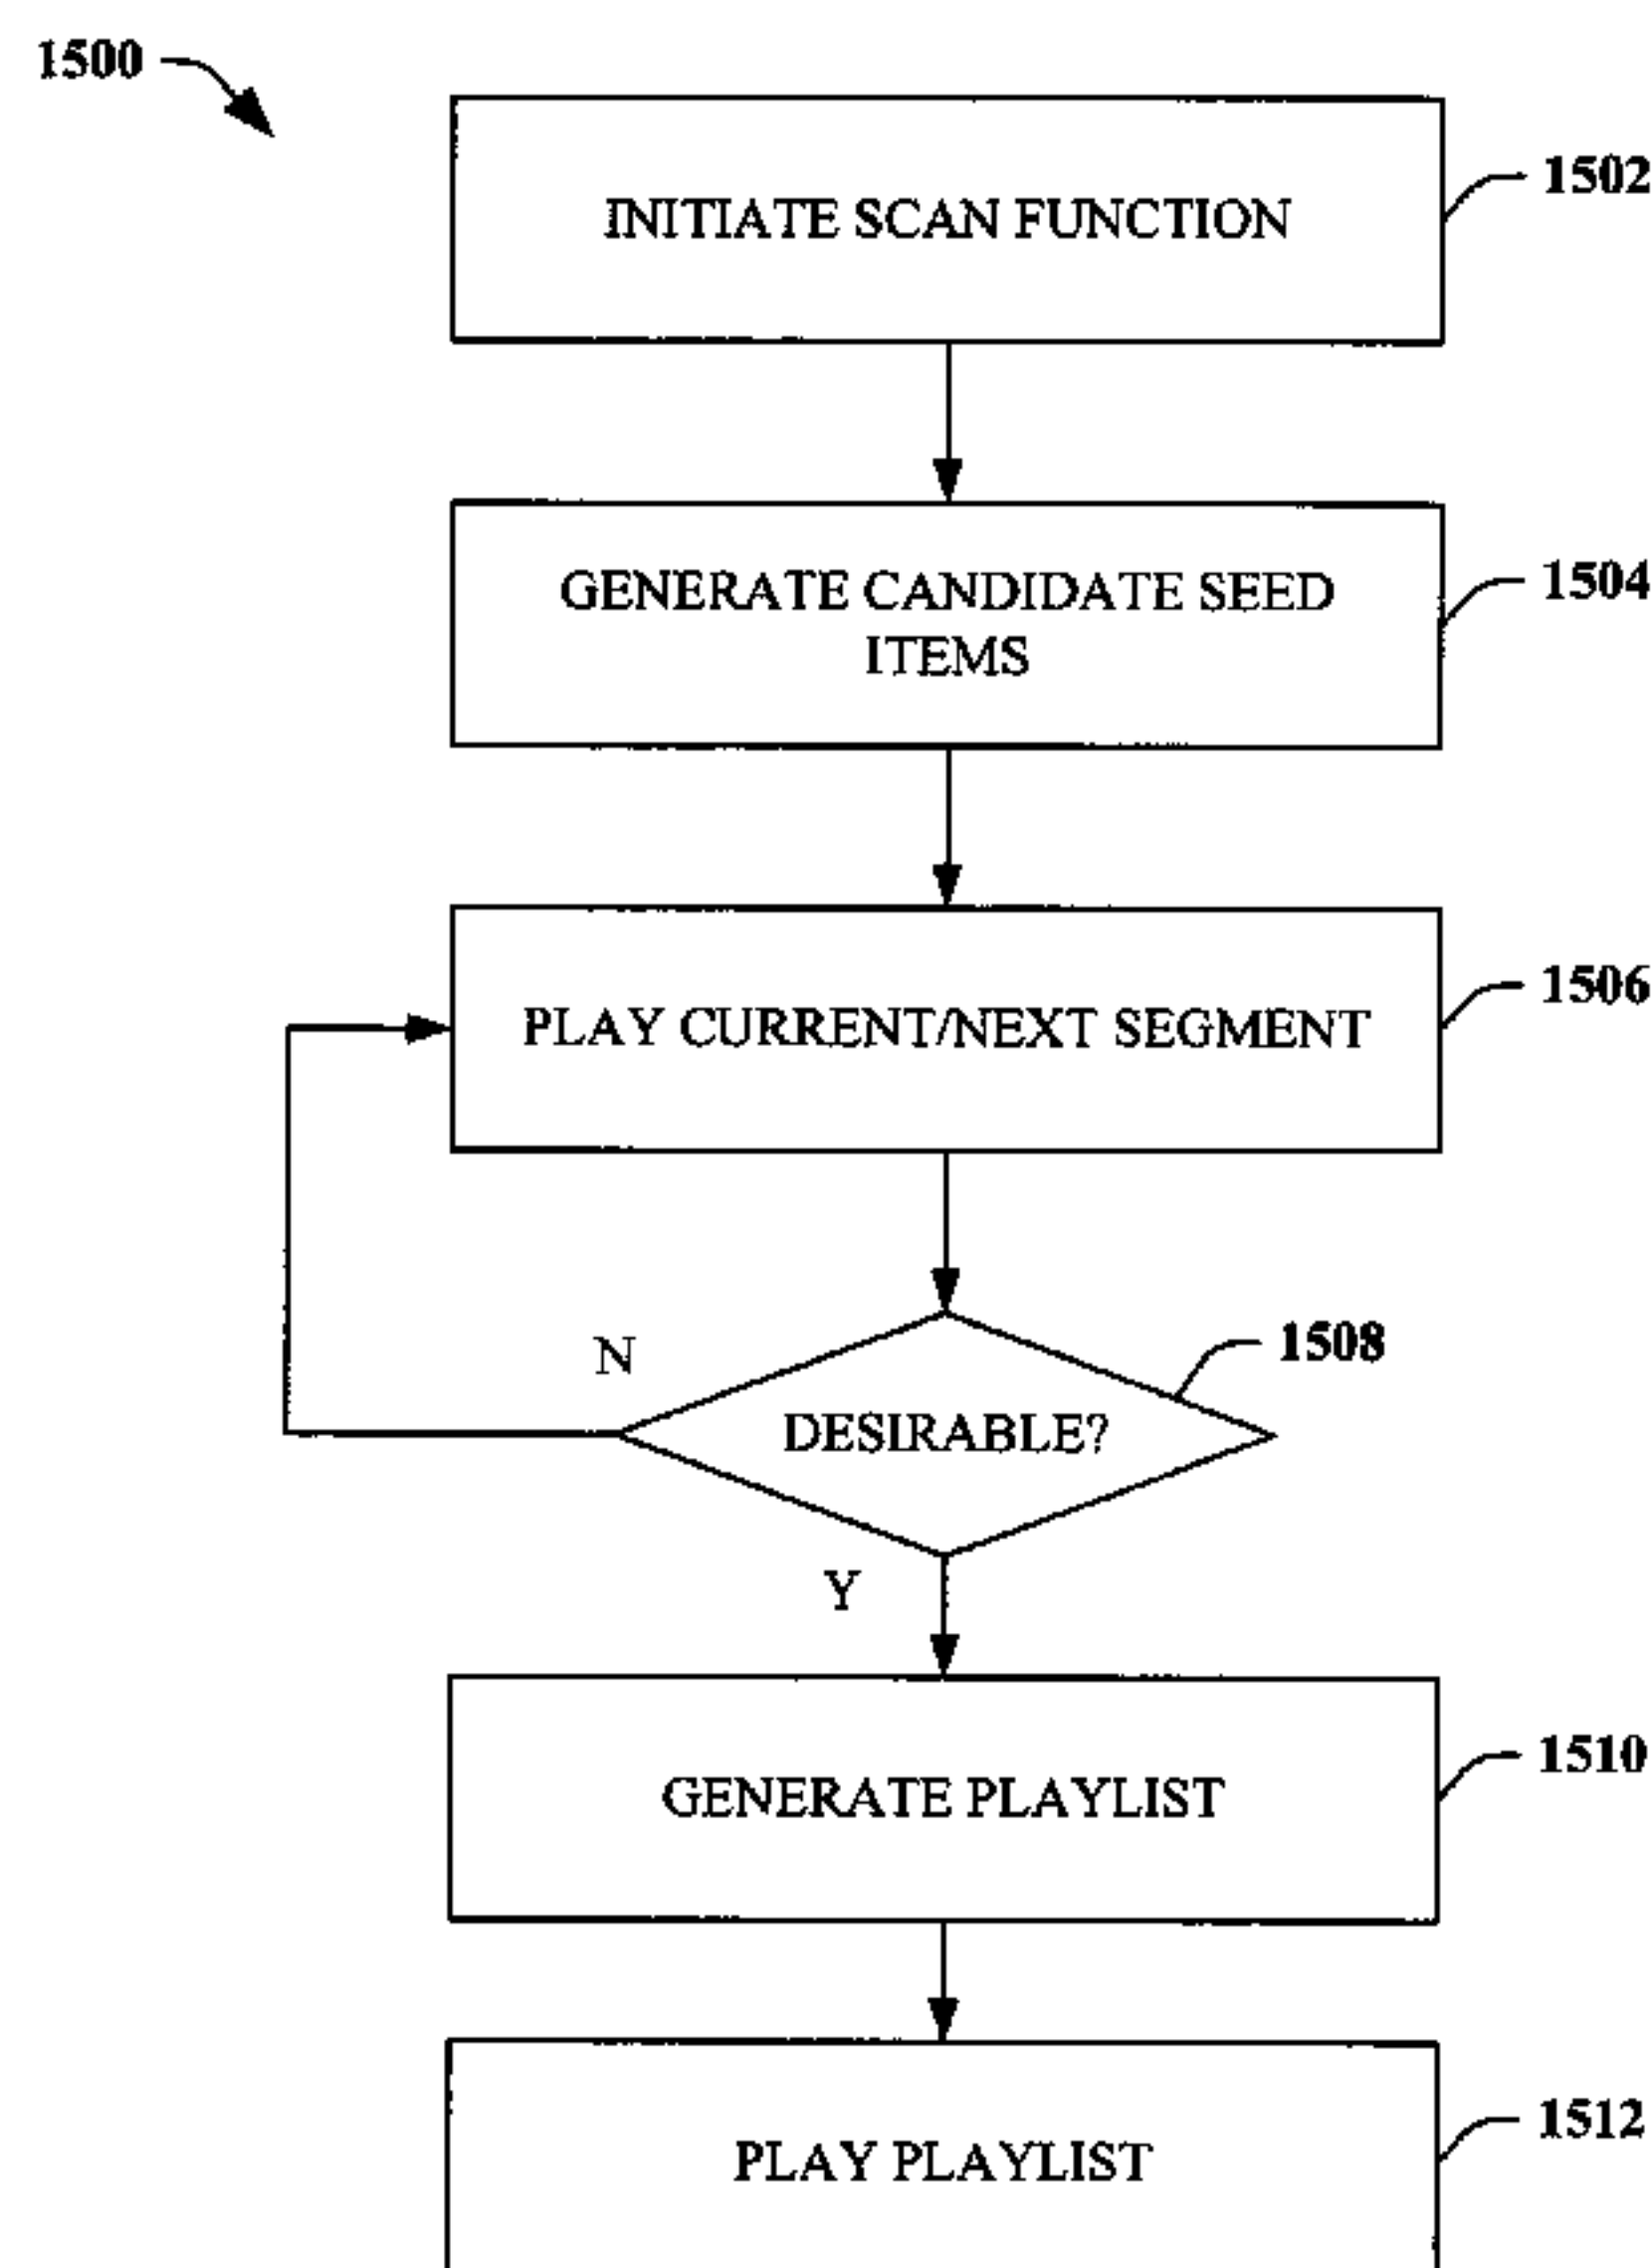 1500
INITIATE SCAN FUNCTION
1502
GENERATE CANDIDATE SEED
ITEMS
1504
PLAY CURRENT/NEXT SEGMENT
1506
N
DESIRABLE?
1508
Y
GENERATE PLAYLIST
1510
PLAY PLAYLIST
1512